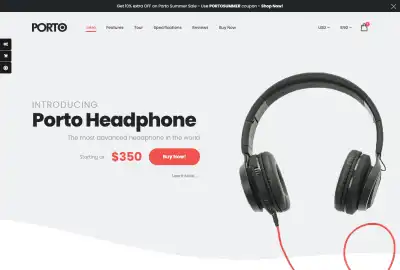 Get 10% extra OFF on Porto Summer Sale - Use PORTOSUMMER coupon - Shop Now!
PORTO
Intro Features Tour Specifications Reviews Buy Now
USD ENG
INTRODUCING
Porto Headphone
The most advanced headphone in the world
Starting at $350 Buy Now!
Learn More...